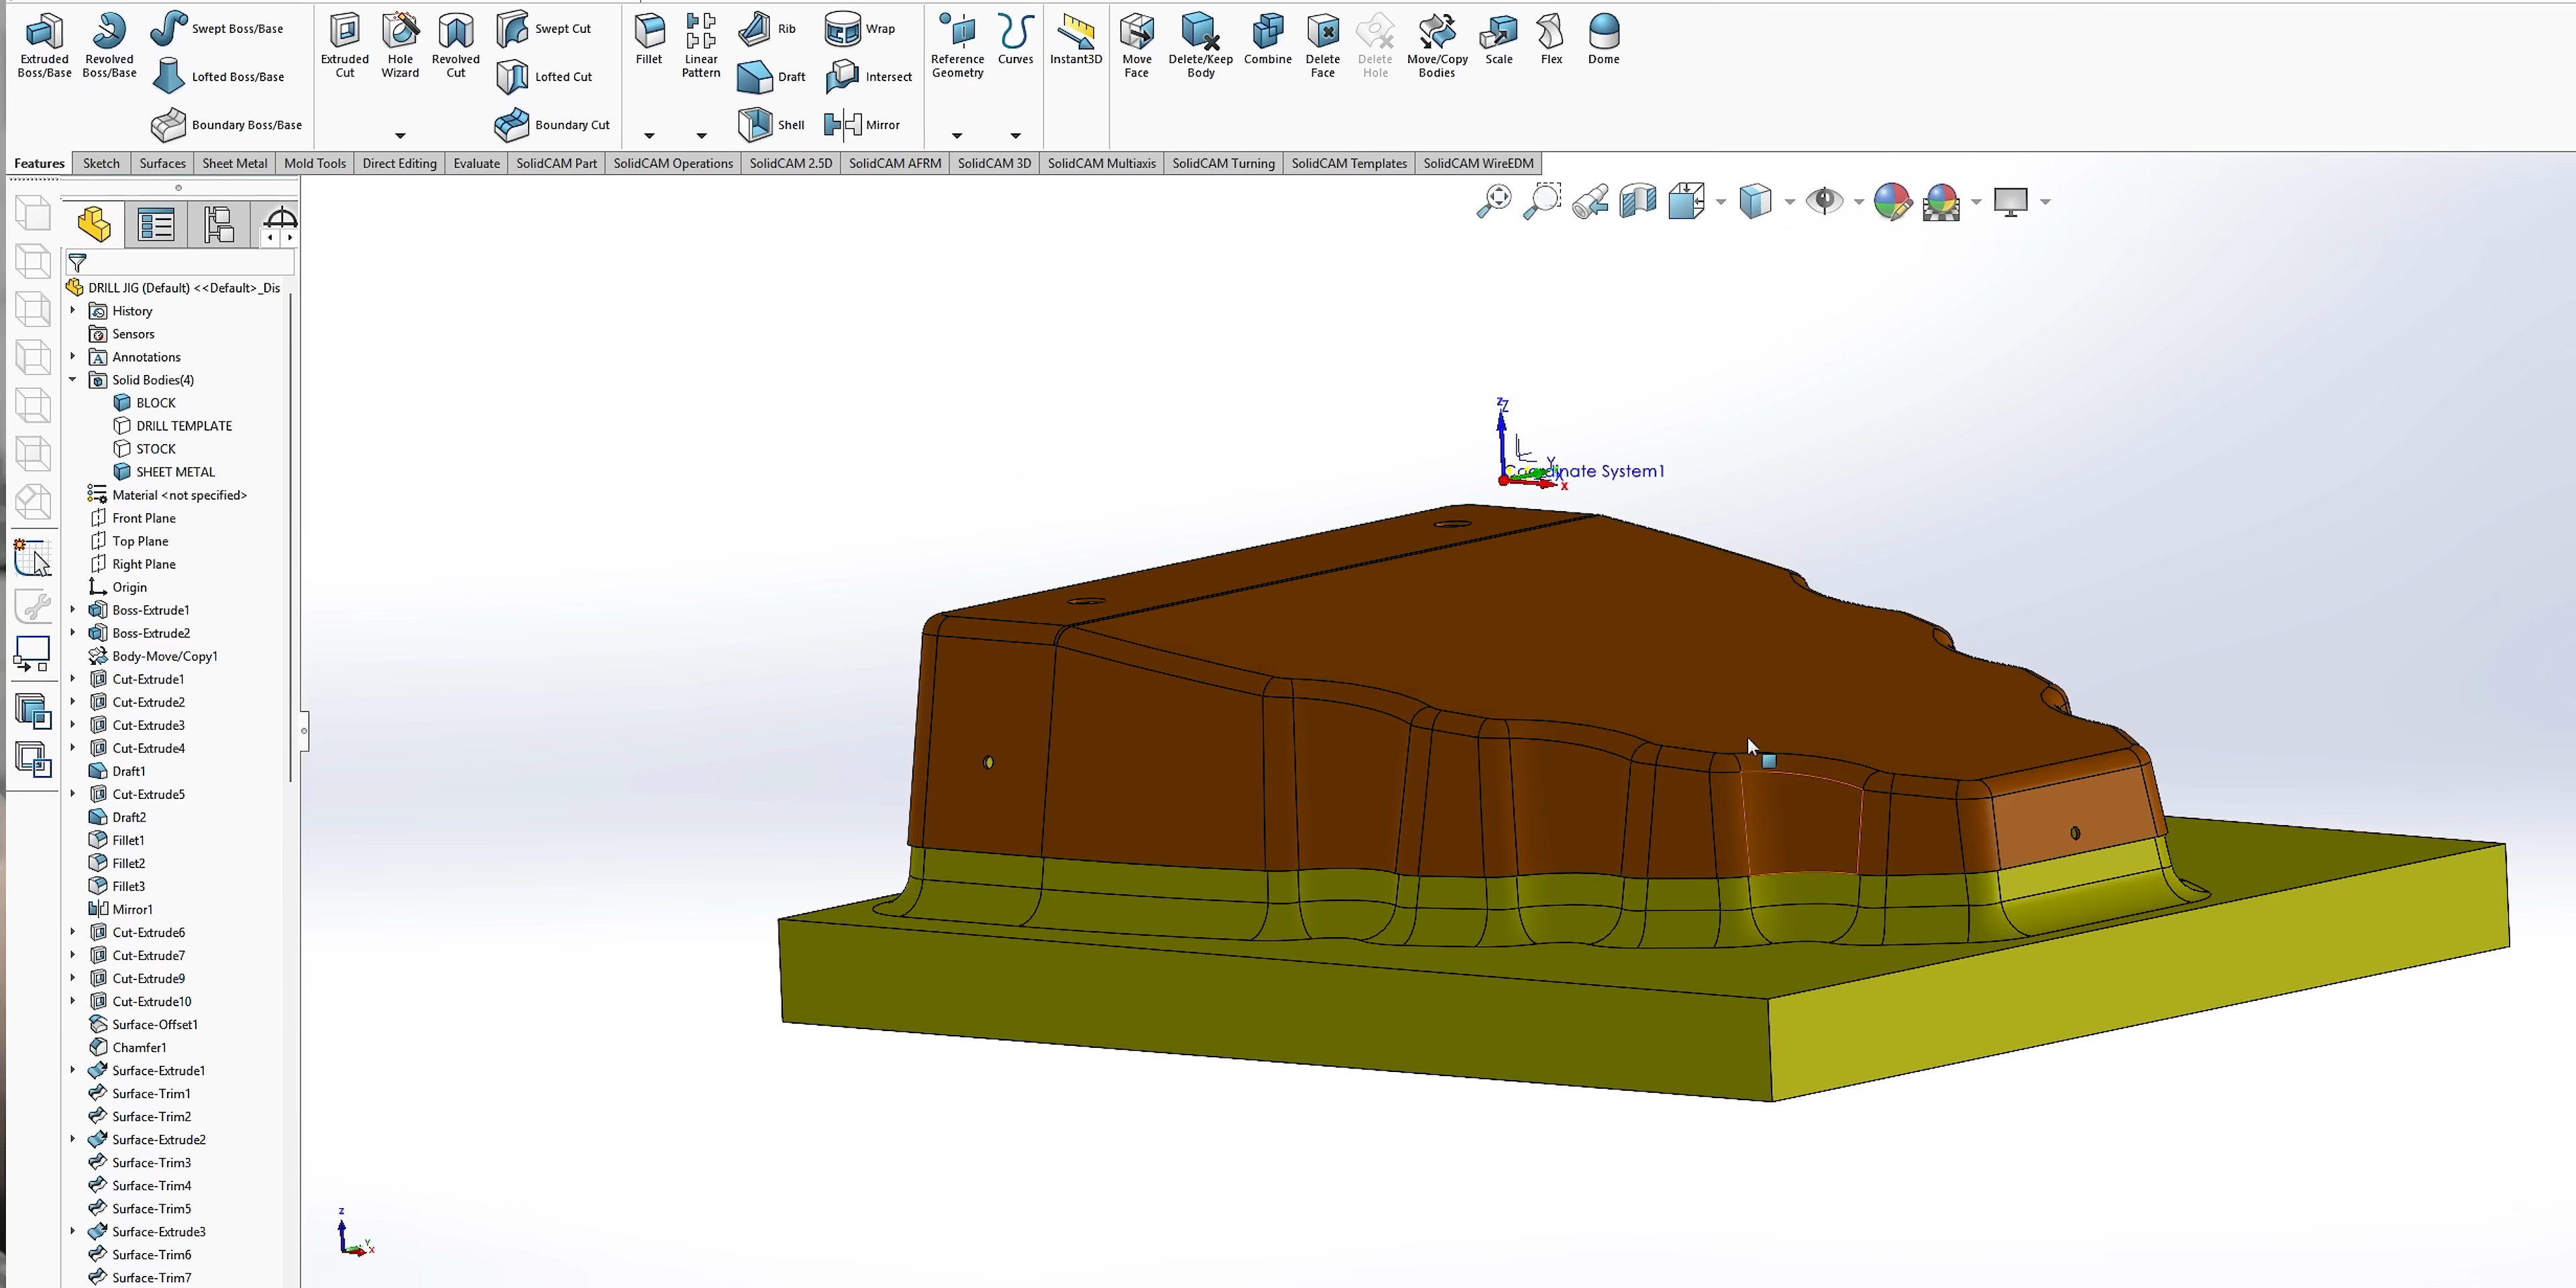 Extruded Boss/Base
Revolved Boss/Base
Swept Boss/Base
Lofted Boss/Base
Boundary Boss/Base
Extruded Cut
Hole Wizard
Revolved Cut
Swept Cut
Lofted Cut
Boundary Cut
Fillet
Linear Pattern
Rib
Draft
Shell
Wrap
Intersect
Mirror
Reference Geometry
Curves
Instant3D
Move Face
Delete/Keep Body
Combine
Delete Face
Delete Hole
Move/Copy Bodies
Scale
Flex
Dome
Features Sketch Surfaces Sheet Metal Mold Tools Direct Editing Evaluate SolidCAM Part SolidCAM Operations SolidCAM 2.5D SolidCAM AFRM SolidCAM 3D SolidCAM Multiaxis SolidCAM Turning SolidCAM Templates SolidCAM WireEDM
DRILL JIG (Default) <<Default>_Dis
History
Sensors
Annotations
Solid Bodies(4)
BLOCK
DRILL TEMPLATE
STOCK
SHEET METAL
Material <not specified>
Front Plane
Top Plane
Right Plane
Origin
Boss-Extrude1
Boss-Extrude2
Body-Move/Copy1
Cut-Extrude1
Cut-Extrude2
Cut-Extrude3
Cut-Extrude4
Draft1
Cut-Extrude5
Draft2
Fillet1
Fillet2
Fillet3
Mirror1
Cut-Extrude6
Cut-Extrude7
Cut-Extrude9
Cut-Extrude10
Surface-Offset1
Chamfer1
Surface-Extrude1
Surface-Trim1
Surface-Trim2
Surface-Extrude2
Surface-Trim3
Surface-Trim4
Surface-Trim5
Surface-Extrude3
Surface-Trim6
Surface-Trim7
Z
Z
Y
System1
X
Z
Y
X